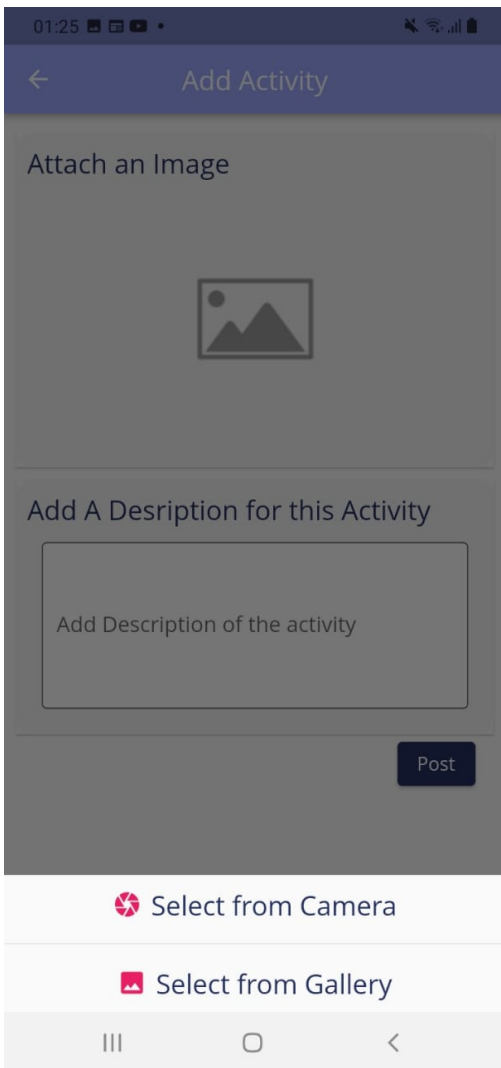 01:25
Add Activity
Attach an Image
Add A Desription for this Activity
Add Description of the activity
Post
Select from Camera
Select from Gallery